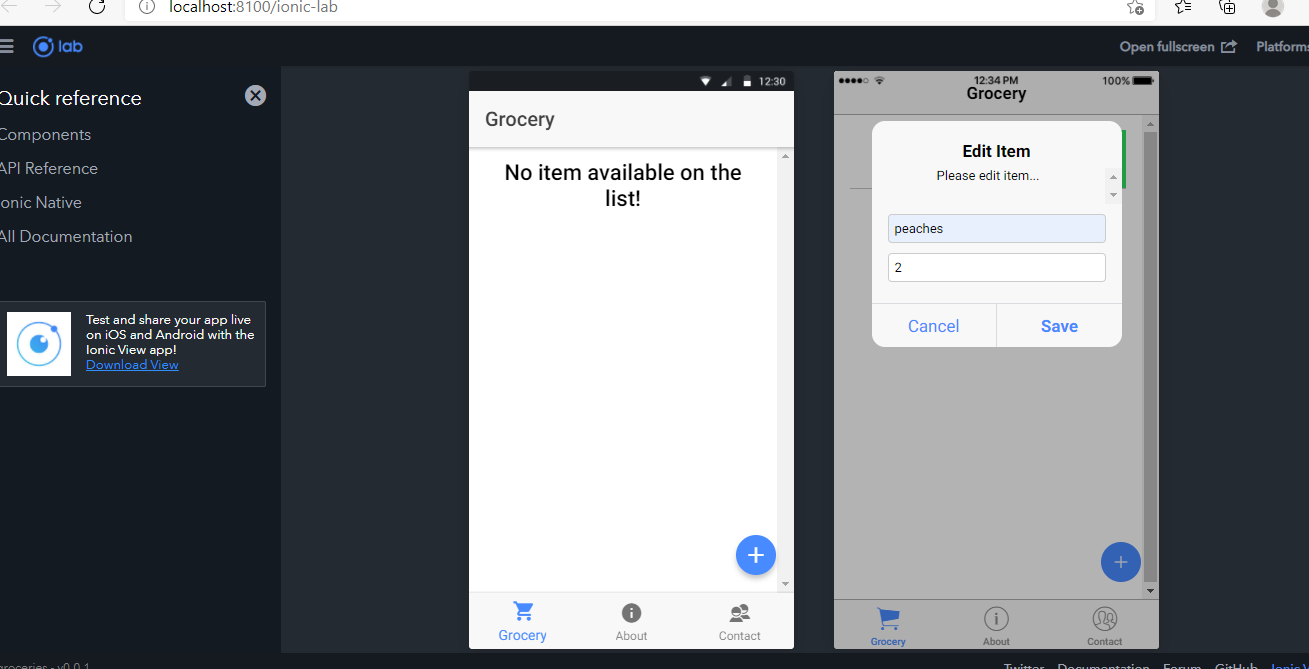 localhost:8100/ionic-lab
lab
Open fullscreen
Platforms
Quick reference
Components
API Reference
Ionic Native
All Documentation
Test and share your app live
on iOS and Android with the
Ionic View app!
Download View
12:30
Grocery
No item available on the
list!
Grocery
About
Contact
12:34 PM
100%
Grocery
Edit Item
Please edit item...
peaches
2
Cancel
Save
Grocery
About
Contact
groceries - v0.0.1
Twitter
Documentation
Forum
GitHub